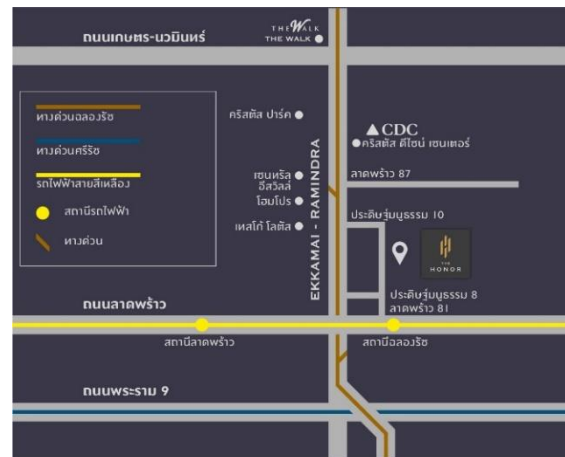 THE WALK
THE WALK
ถนนเกษตร-นวมินทร์
ทางด่วนฉลองรัช
ทางด่วนศรีรัช
รถไฟฟ้าสายสีเหลือง
สถานีรถไฟฟ้า
ทางด่วน
คริสตัล ปาร์ค
CDC
คริสตัล ดีไซน์ เซนเตอร์
เซนทรัล
อีสวิลล์
โฮมโปร
เทสโก้ โลตัส
EKKAMAI - RAMINDRA
ลาดพร้าว 87
ประดิษฐ์มนูธรรม 10
THE
HONOR
ประดิษฐ์มนูธรรม 8
ลาดพร้าว 81
ถนนลาดพร้าว
สถานีลาดพร้าว
สถานีฉลองรัช
ถนนพระราม 9